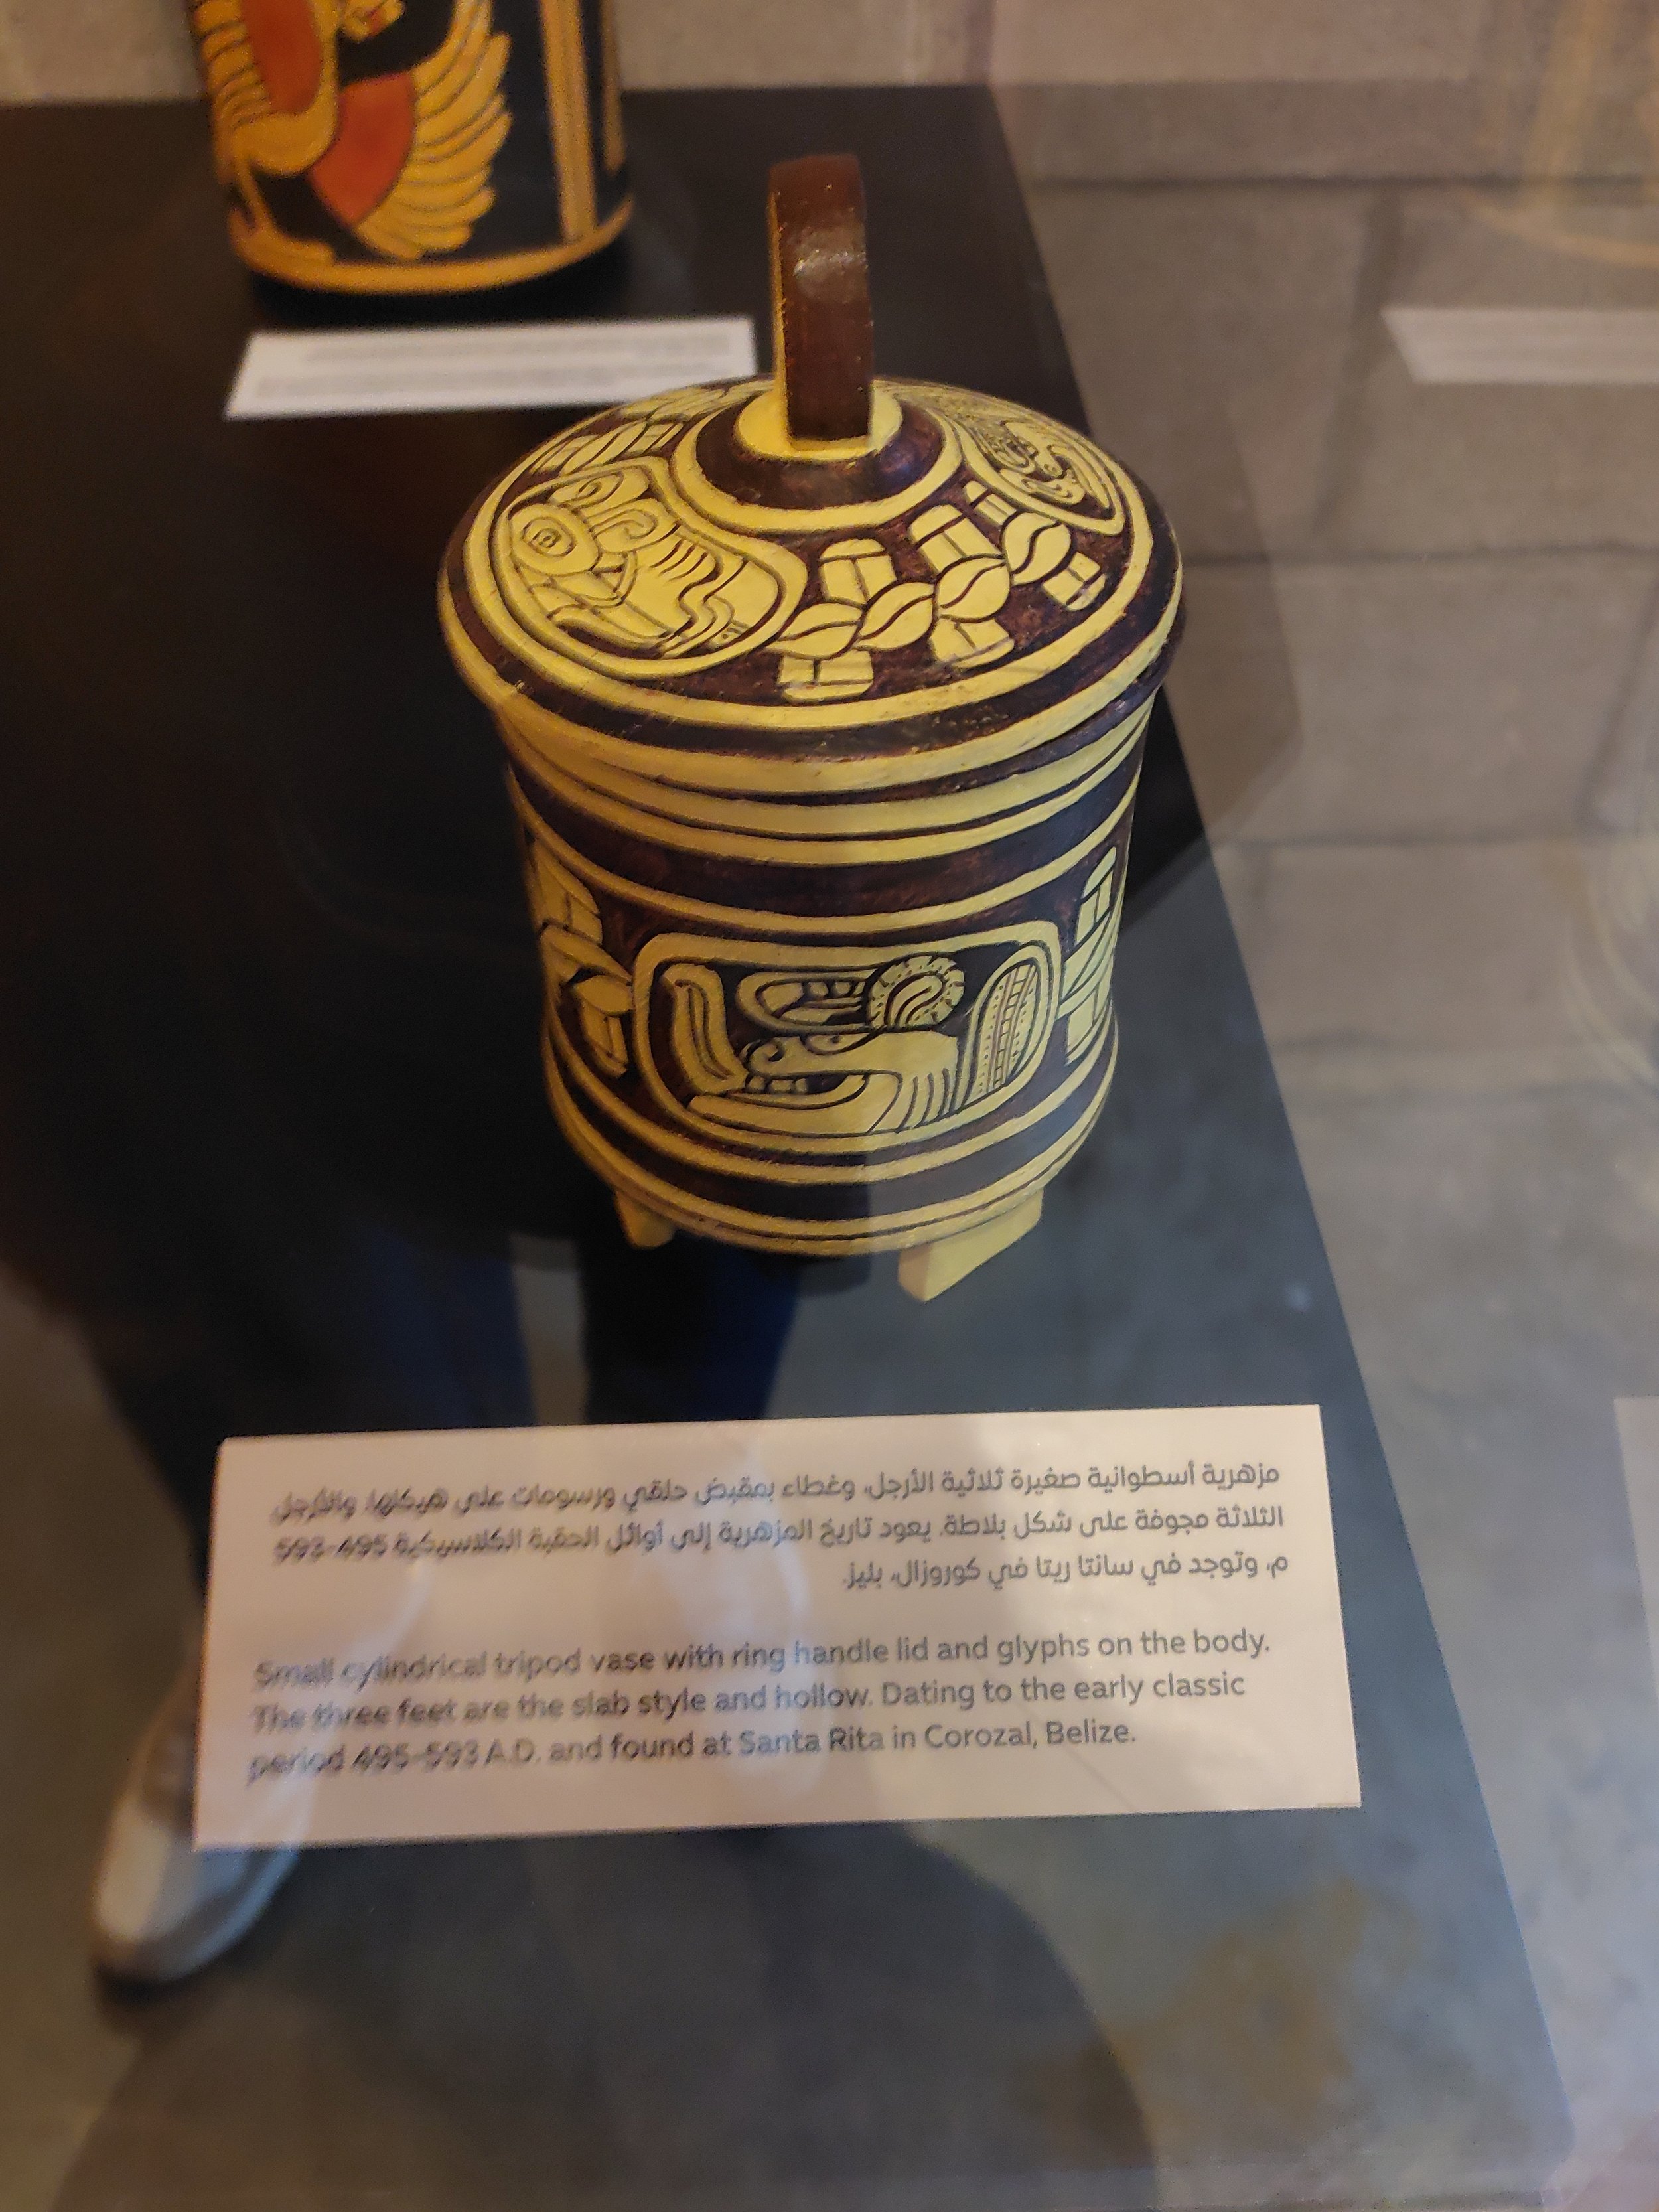 مزهرية أسطوانية صغيرة ثلاثية الأرجل، وغطاء بمقبض حلقي ورسومات على هيكلها. والأرجل
الثلاثة مجوفة على شكل بلاطة. يعود تاريخ المزهرية إلى أوائل الحقبة الكلاسيكية 495-593
م، وتوجد في سانتا ريتا في كوروزال، بليز.
Small cylindrical tripod vase with ring handle lid and glyphs on the body.
The three feet are the slab style and hollow. Dating to the early classic
period 495-593 A.D. and found at Santa Rita in Corozal, Belize.